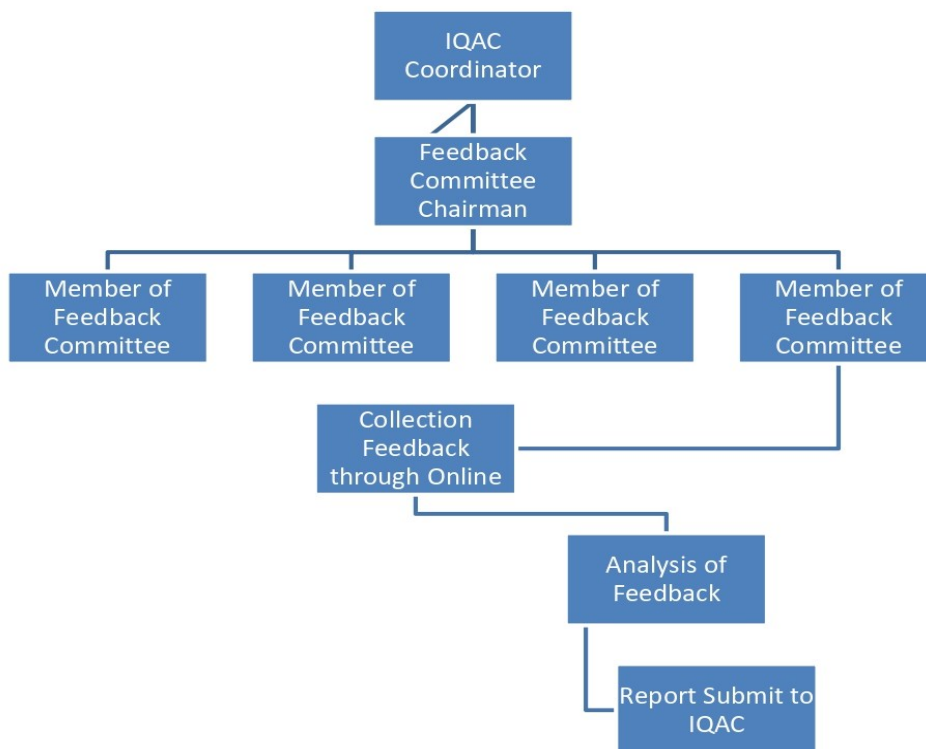 IQAC
Coordinator
Feedback
Committee
Chairman
Member of
Feedback
Committee
Member of
Feedback
Committee
Member of
Feedback
Committee
Member of
Feedback
Committee
Collection
Feedback
through Online
Analysis of
Feedback
Report Submit to
IQAC